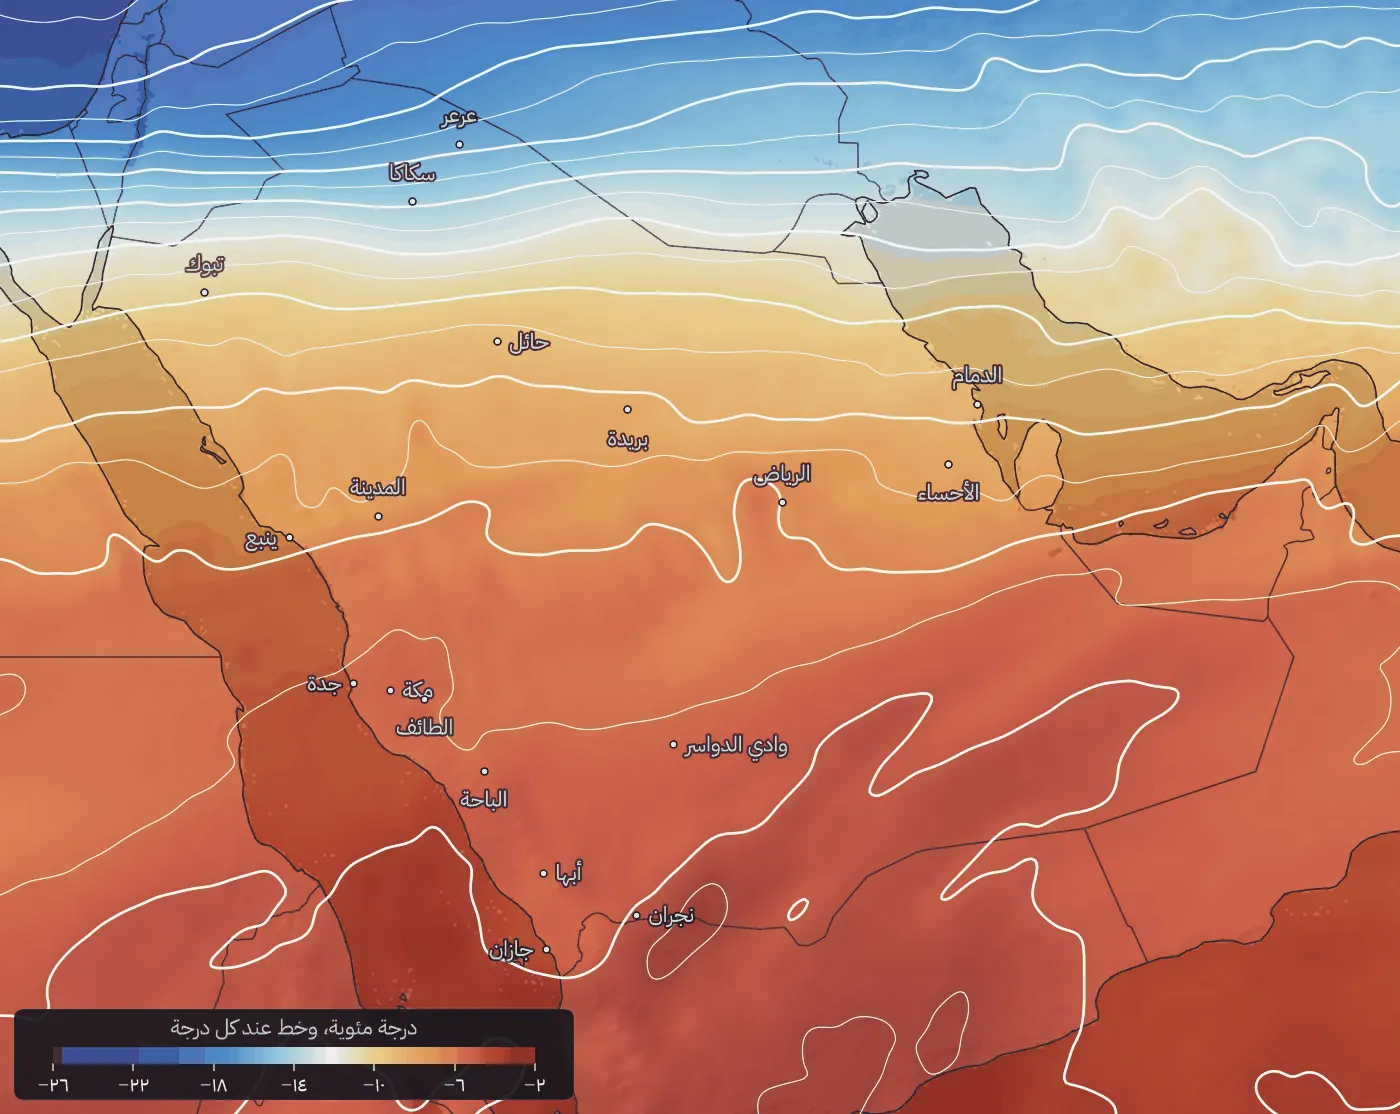 عرعر
سكاكا
تبوك
حائل
الدمام
بريدة
الرياض
المدينة
الأحساء
ينبع
جدة
مكة
الطائف
وادي الدواسر
الباحة
أبها
نجران
جازان
درجة مئوية، وخط عند كل درجة
−٢٦ −٢٢ −١٨ −١٤ −١٠ −٦ −٢